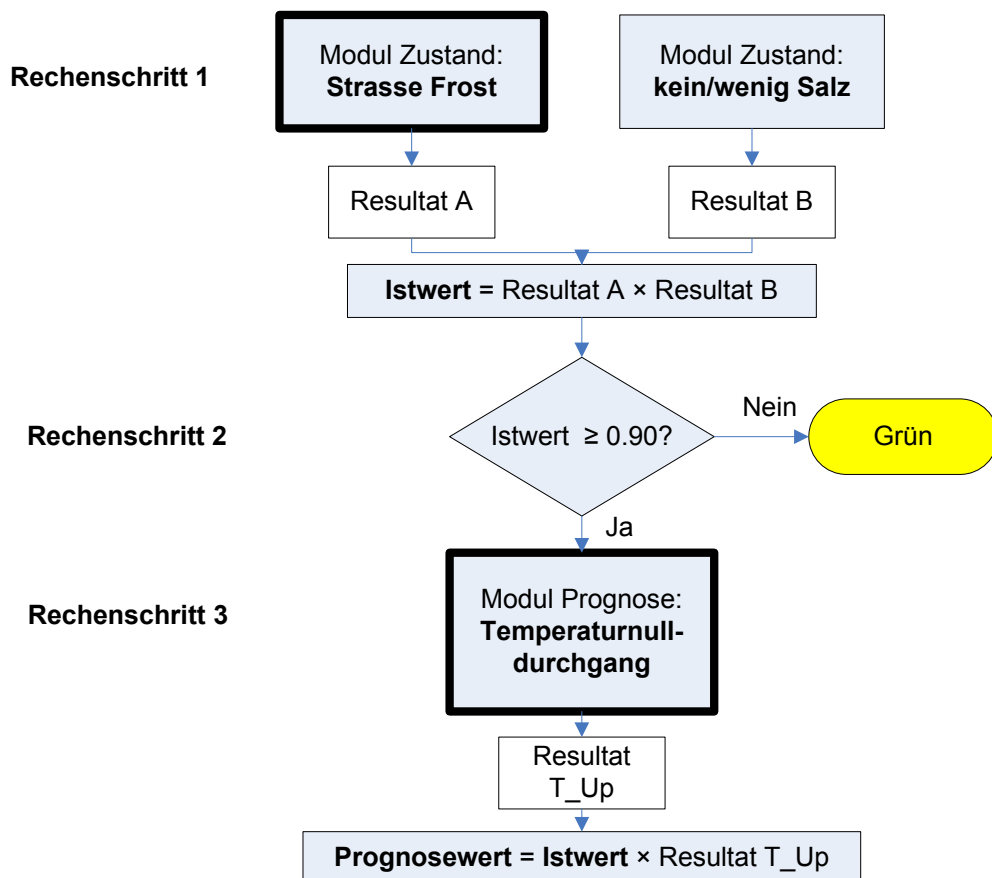 Rechenschritt 1
Modul Zustand:
Strasse Frost
Modul Zustand:
kein/wenig Salz
Resultat A
Resultat B
Istwert = Resultat A × Resultat B
Rechenschritt 2
Istwert ≥ 0.90?
Nein
Grün
Ja
Rechenschritt 3
Modul Prognose:
Temperaturnull-
durchgang
Resultat
T_Up
Prognosewert = Istwert × Resultat T_Up